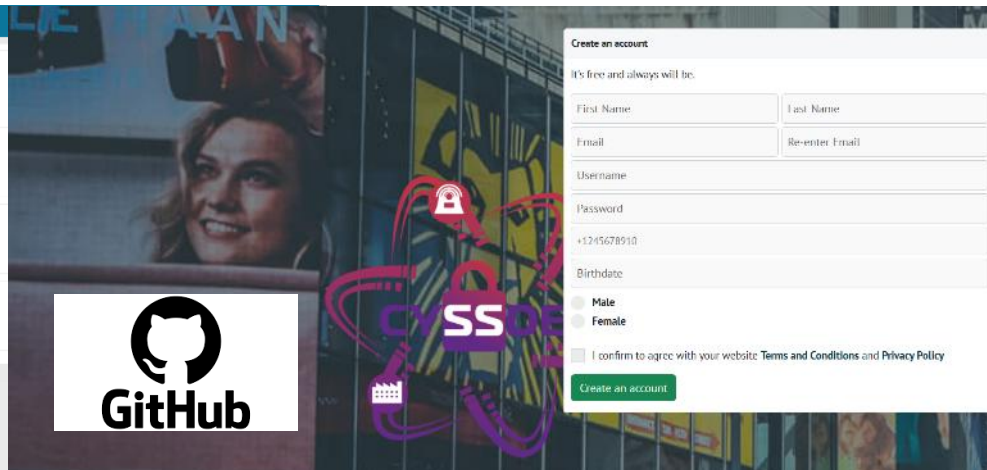 HAAN
Create an account
It's free and always will be.
First Name
Last Name
Email
Re-enter Email
Username
Password
+1245678910
Birthdate
Male
Female
I confirm to agree with your website Terms and Conditions and Privacy Policy
Create an account
CYSSDE
GitHub